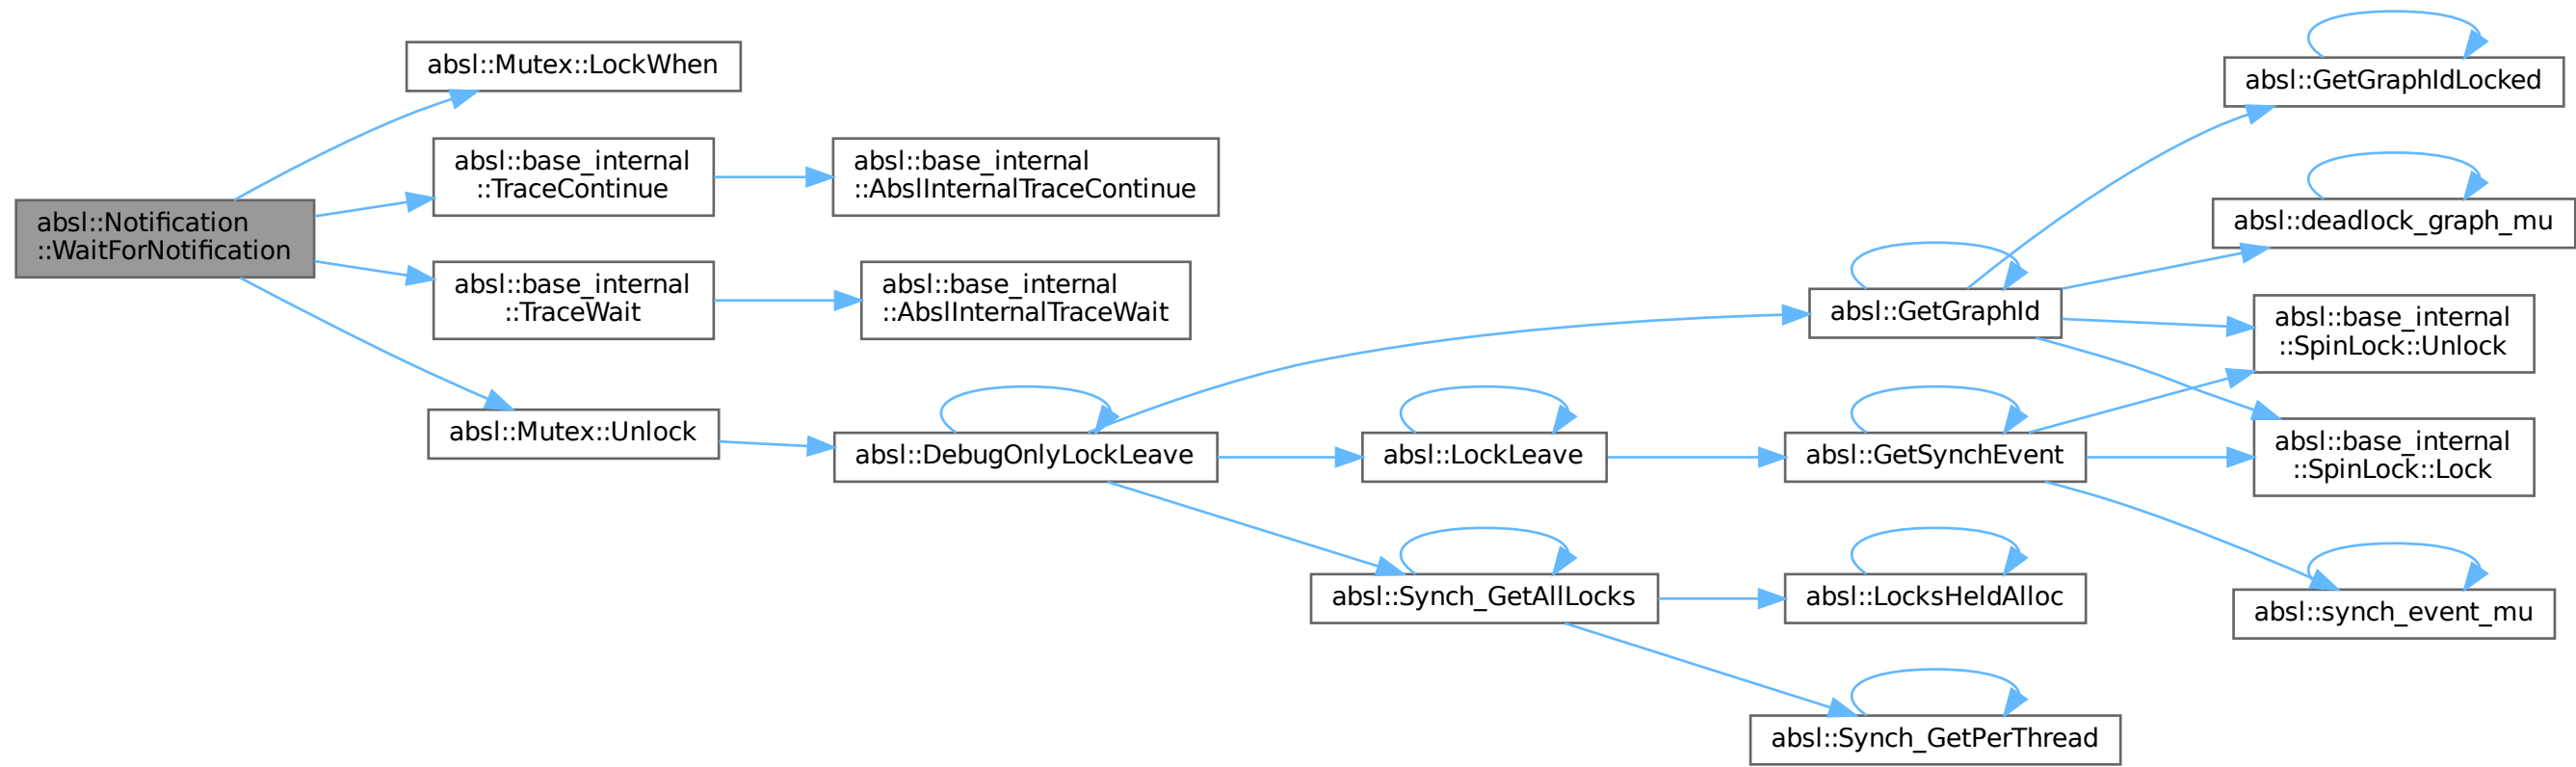 absl::Notification
::WaitForNotification
absl::Mutex::LockWhen
absl::base_internal
::TraceContinue
absl::base_internal
::AbslInternalTraceContinue
absl::base_internal
::TraceWait
absl::base_internal
::AbslInternalTraceWait
absl::Mutex::Unlock
absl::DebugOnlyLockLeave
absl::GetGraphId
absl::GetGraphIdLocked
absl::deadlock_graph_mu
absl::base_internal
::SpinLock::Unlock
absl::base_internal
::SpinLock::Lock
absl::LockLeave
absl::GetSynchEvent
absl::synch_event_mu
absl::Synch_GetAllLocks
absl::LocksHeldAlloc
absl::Synch_GetPerThread